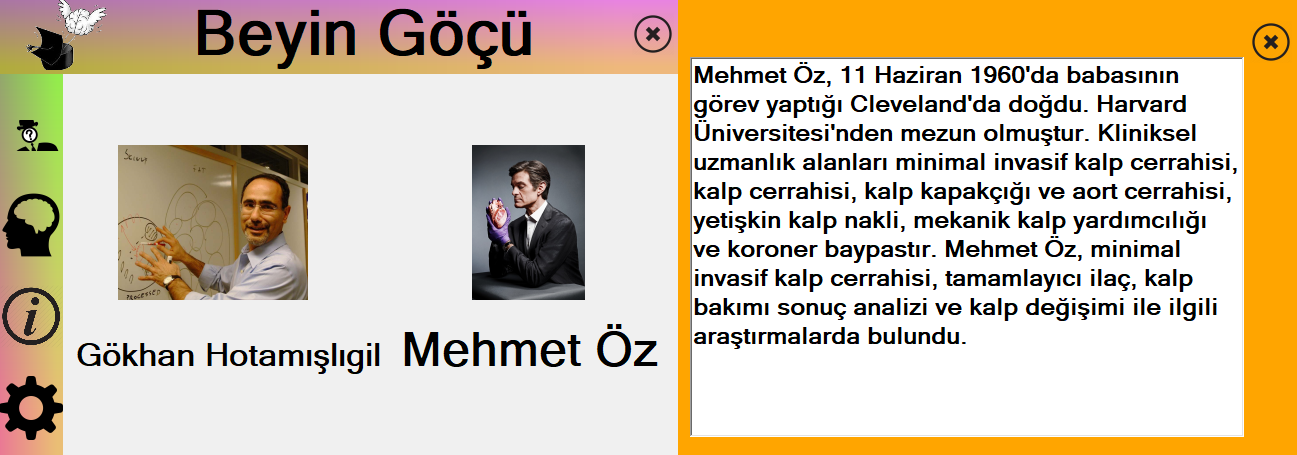 Beyin Göçü
Gökhan Hotamışlıgil
Mehmet Öz
Mehmet Öz, 11 Haziran 1960'da babasının
görev yaptığı Cleveland'da doğdu. Harvard
Üniversitesi'nden mezun olmuştur. Kliniksel
uzmanlık alanları minimal invasif kalp cerrahisi,
kalp cerrahisi, kalp kapakçığı ve aort cerrahisi,
yetişkin kalp nakli, mekanik kalp yardımcılığı
ve koroner baypastır. Mehmet Öz, minimal
invasif kalp cerrahisi, tamamlayıcı ilaç, kalp
bakımı sonuç analizi ve kalp değişimi ile ilgili
araştırmalarda bulundu.